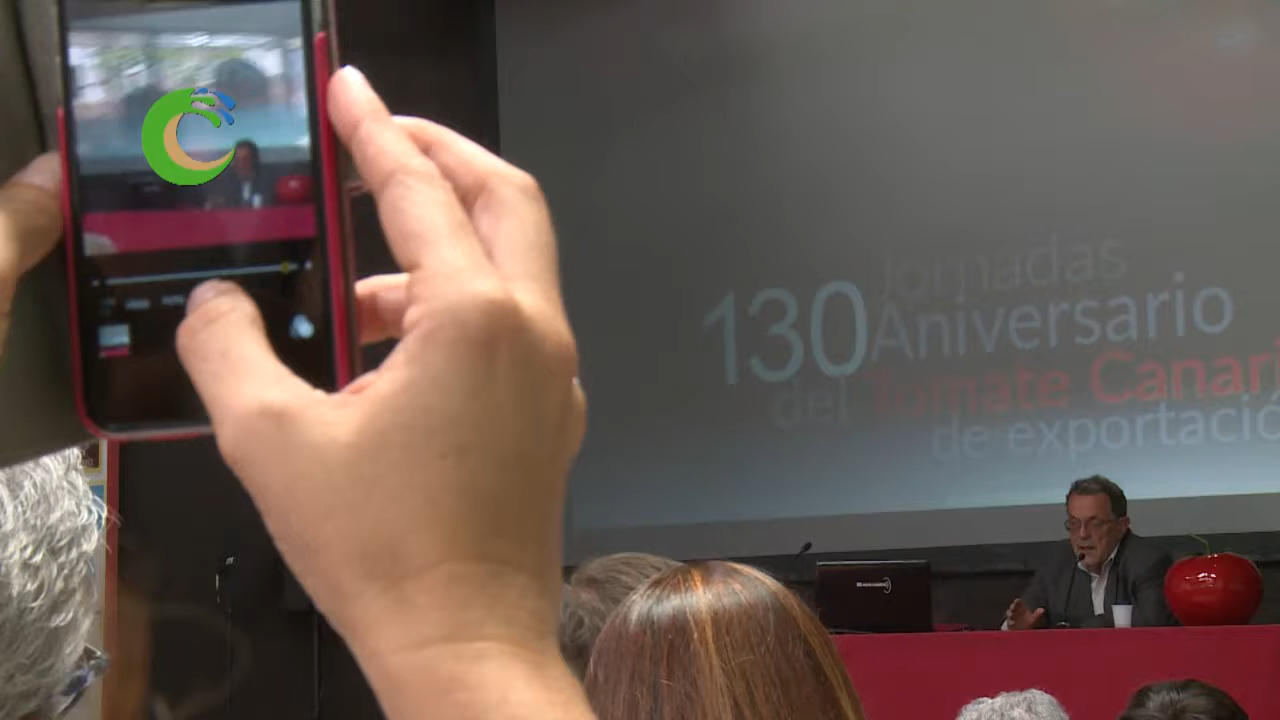 Jornadas
130 Aniversario
del Tomate Canari
de exportació